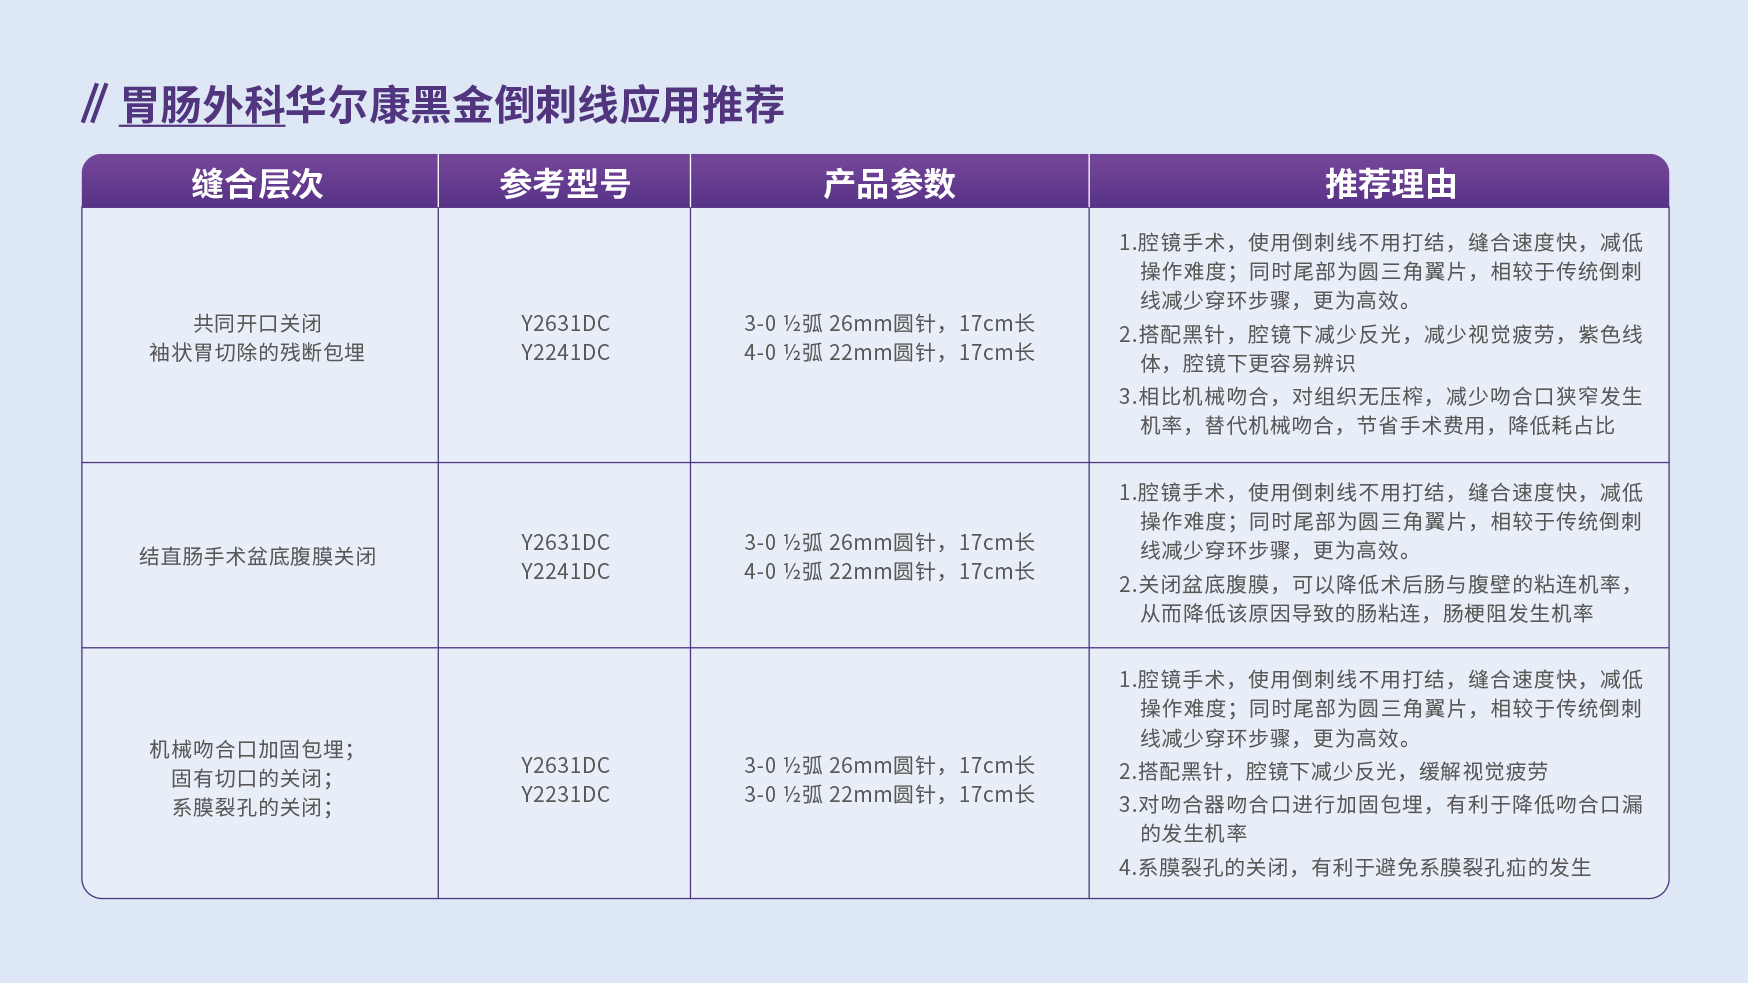 // 胃肠外科华尔康黑金倒刺线应用推荐
缝合层次
参考型号
产品参数
推荐理由
共同开口关闭
袖状胃切除的残断包埋
Y2631DC
Y2241DC
3-0 ½弧 26mm圆针，17cm长
4-0 ½弧 22mm圆针，17cm长
1.腔镜手术，使用倒刺线不用打结，缝合速度快，减低
操作难度；同时尾部为圆三角翼片，相较于传统倒刺
线减少穿环步骤，更为高效。
2.搭配黑针，腔镜下减少反光，减少视觉疲劳，紫色线
体，腔镜下更容易辨识
3.相比机械吻合，对组织无压榨，减少吻合口狭窄发生
机率，替代机械吻合，节省手术费用，降低耗占比
结直肠手术盆底腹膜关闭
Y2631DC
Y2241DC
3-0 ½弧 26mm圆针，17cm长
4-0 ½弧 22mm圆针，17cm长
1.腔镜手术，使用倒刺线不用打结，缝合速度快，减低
操作难度；同时尾部为圆三角翼片，相较于传统倒刺
线减少穿环步骤，更为高效。
2.关闭盆底腹膜，可以降低术后肠与腹壁的粘连机率，
从而降低该原因导致的肠粘连，肠梗阻发生机率
机械吻合口加固包埋；
固有切口的关闭；
系膜裂孔的关闭；
Y2631DC
Y2231DC
3-0 ½弧 26mm圆针，17cm长
3-0 ½弧 22mm圆针，17cm长
1.腔镜手术，使用倒刺线不用打结，缝合速度快，减低
操作难度；同时尾部为圆三角翼片，相较于传统倒刺
线减少穿环步骤，更为高效。
2.搭配黑针，腔镜下减少反光，缓解视觉疲劳
3.对吻合器吻合口进行加固包埋，有利于降低吻合口漏
的发生机率
4.系膜裂孔的关闭，有利于避免系膜裂孔疝的发生